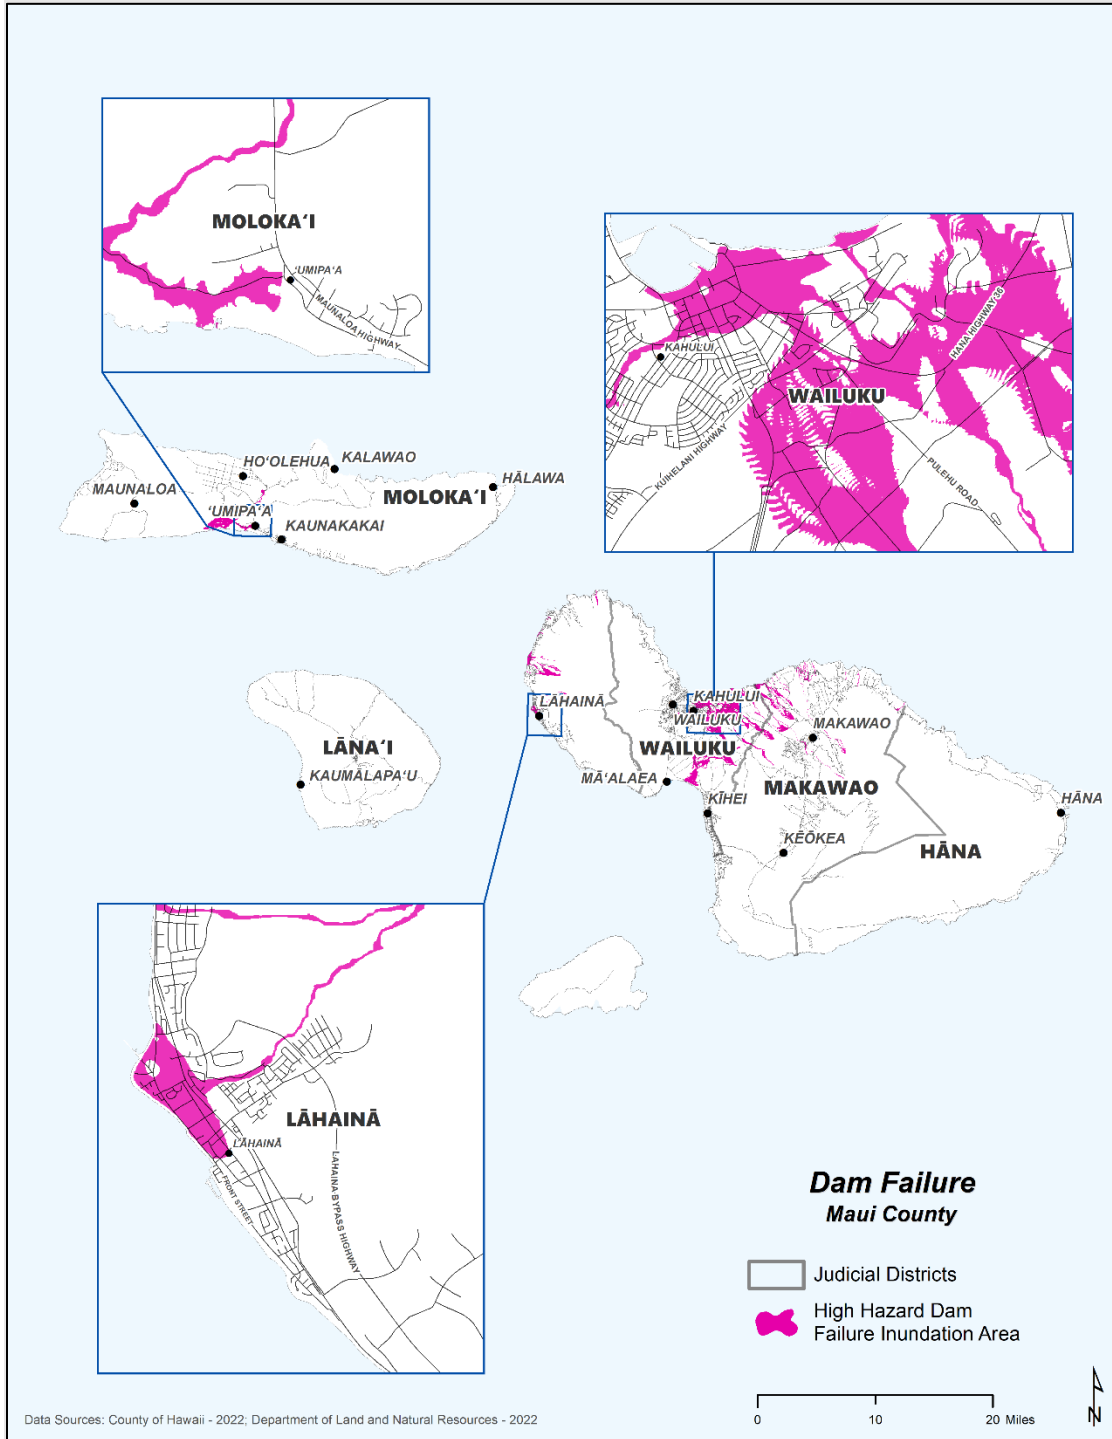 MOLOKAʻI
ʻUMIPAʻA
MAUNALOA HIGHWAY
KAHULUI
HANA HIGHWAY 36
WAILUKU
KUIHELANI HIGHWAY
PULEHU ROAD
HOʻOLEHUA
KALAWAO
MAUNALOA
MOLOKAʻI
HĀLAWA
ʻUMIPAʻA
KAUNAKAKAI
LĀHAINĀ
KAHULUI
WAILUKU
MAKAWAO
WAILUKU
LĀNAʻI
KAUMĀLAPAʻU
MĀʻALAEA
MAKAWAO
KĪHEI
HĀNA
KĒŌKEA
HĀNA
LĀHAINĀ
LĀHAINĀ
FRONT STREET
LAHAINA BYPASS HIGHWAY
Dam Failure
Maui County
Judicial Districts
High Hazard Dam
Failure Inundation Area
0 10 20 Miles
N
Data Sources: County of Hawaii - 2022; Department of Land and Natural Resources - 2022